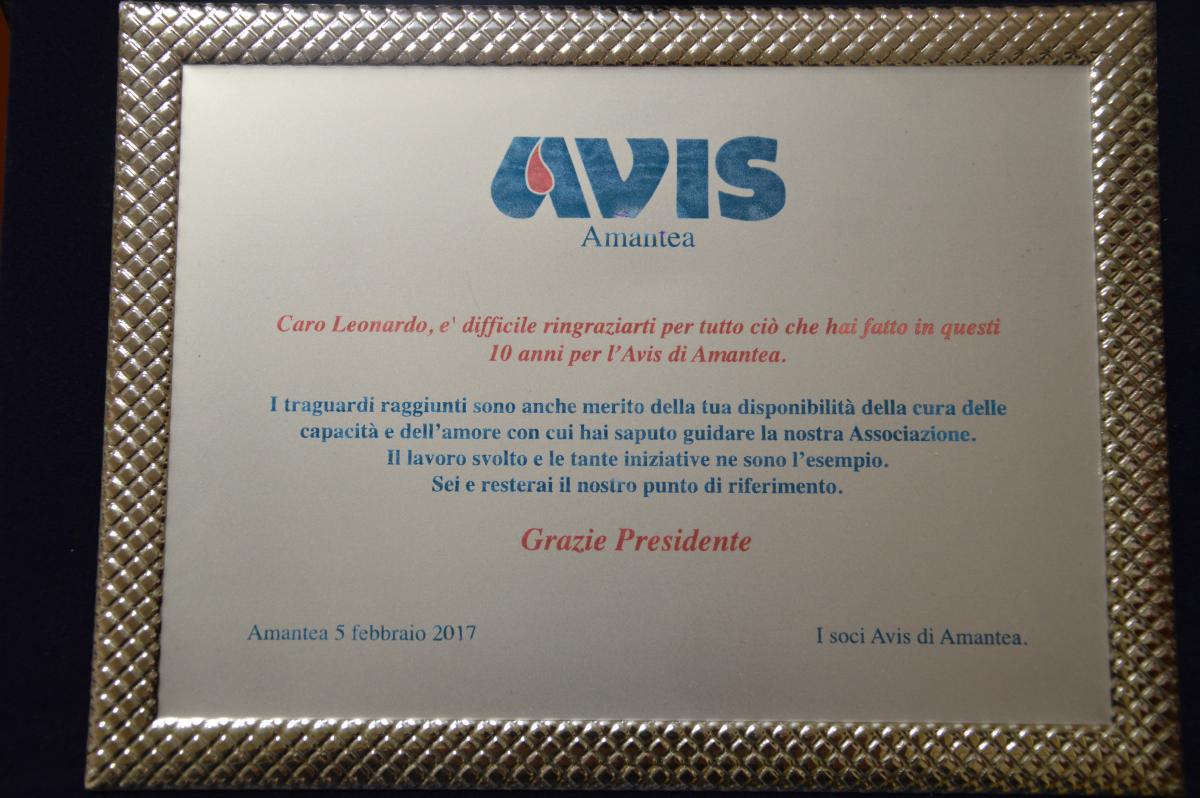 AVIS
Amantea
Caro Leonardo, e' difficile ringraziarti per tutto ciò che hai fatto in questi
10 anni per l’Avis di Amantea.
I traguardi raggiunti sono anche merito della tua disponibilità della cura delle
capacità e dell’amore con cui hai saputo guidare la nostra Associazione.
Il lavoro svolto e le tante iniziative ne sono l’esempio.
Sei e resterai il nostro punto di riferimento.
Grazie Presidente
Amantea 5 febbraio 2017
I soci Avis di Amantea.